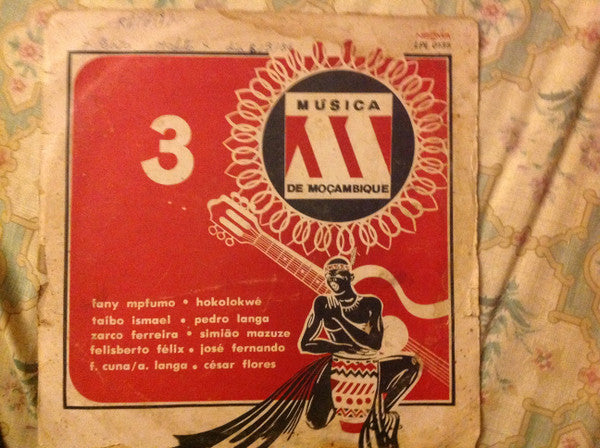 3
MÚSICA
DE MOÇAMBIQUE
fany mpfumo • hokolokwé
taíbo ismael • pedro langa
zarco ferreira • simião mazuze
felisberto félix • josé fernando
f. cuna/a. langa • césar flores